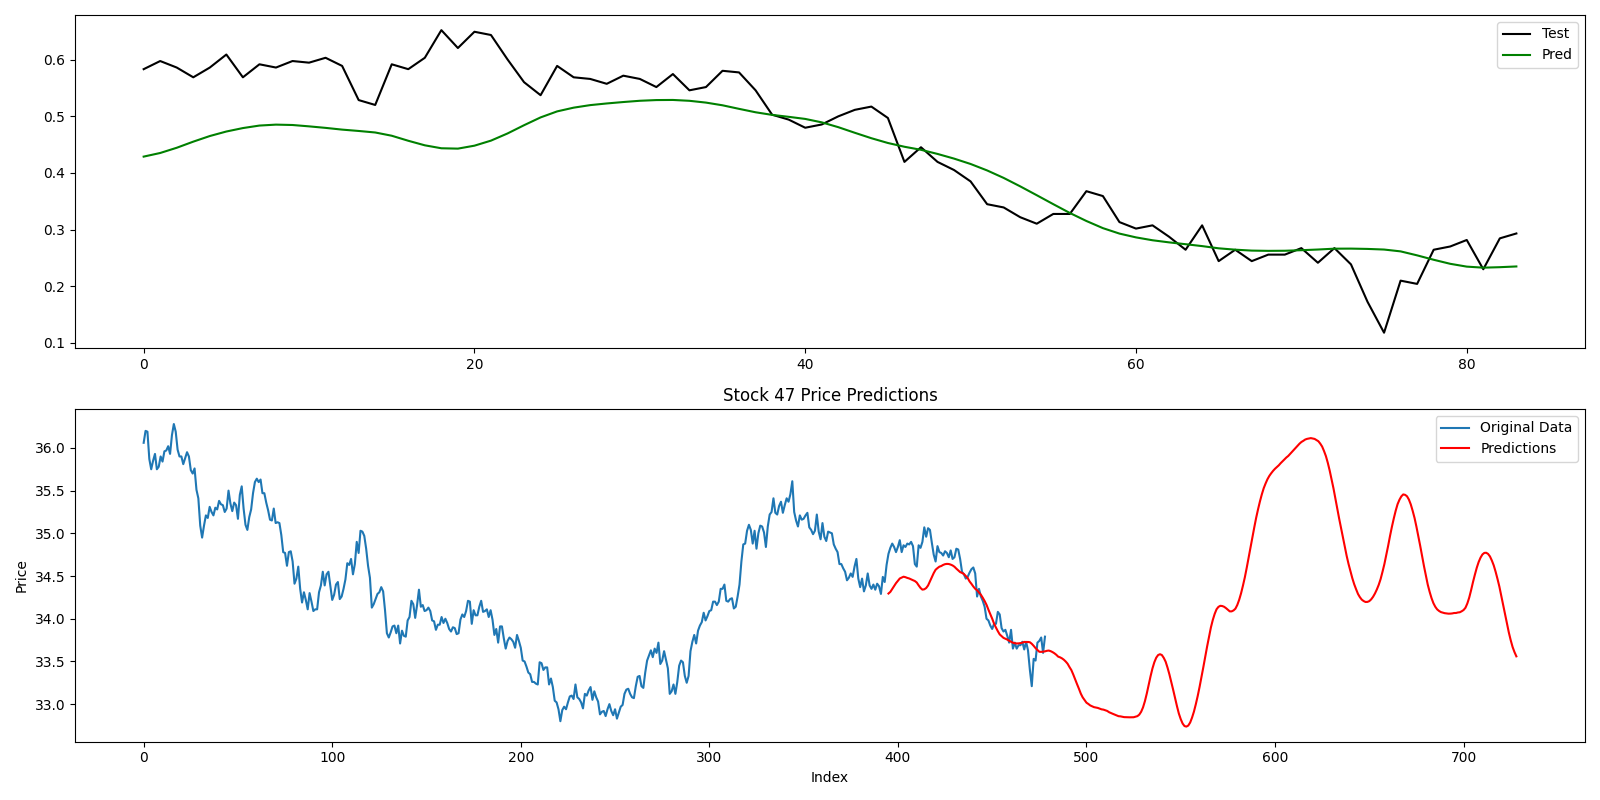 0.6
0.5
0.4
0.3
0.2
0.1
Test
Pred
0 20 40 60 80
Stock 47 Price Predictions
36.0
35.5
35.0
34.5
34.0
33.5
33.0
Price
Original Data
Predictions
0 100 200 300 400 500 600 700
Index